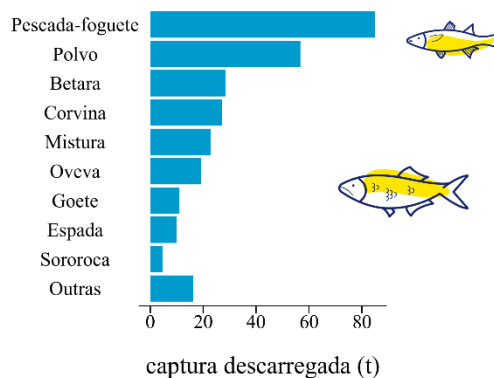 Pescada-foguete
Polvo
Betara
Corvina
Mistura
Oveva
Goete
Espada
Sororoca
Outras
0 20 40 60 80
captura descarregada (t)